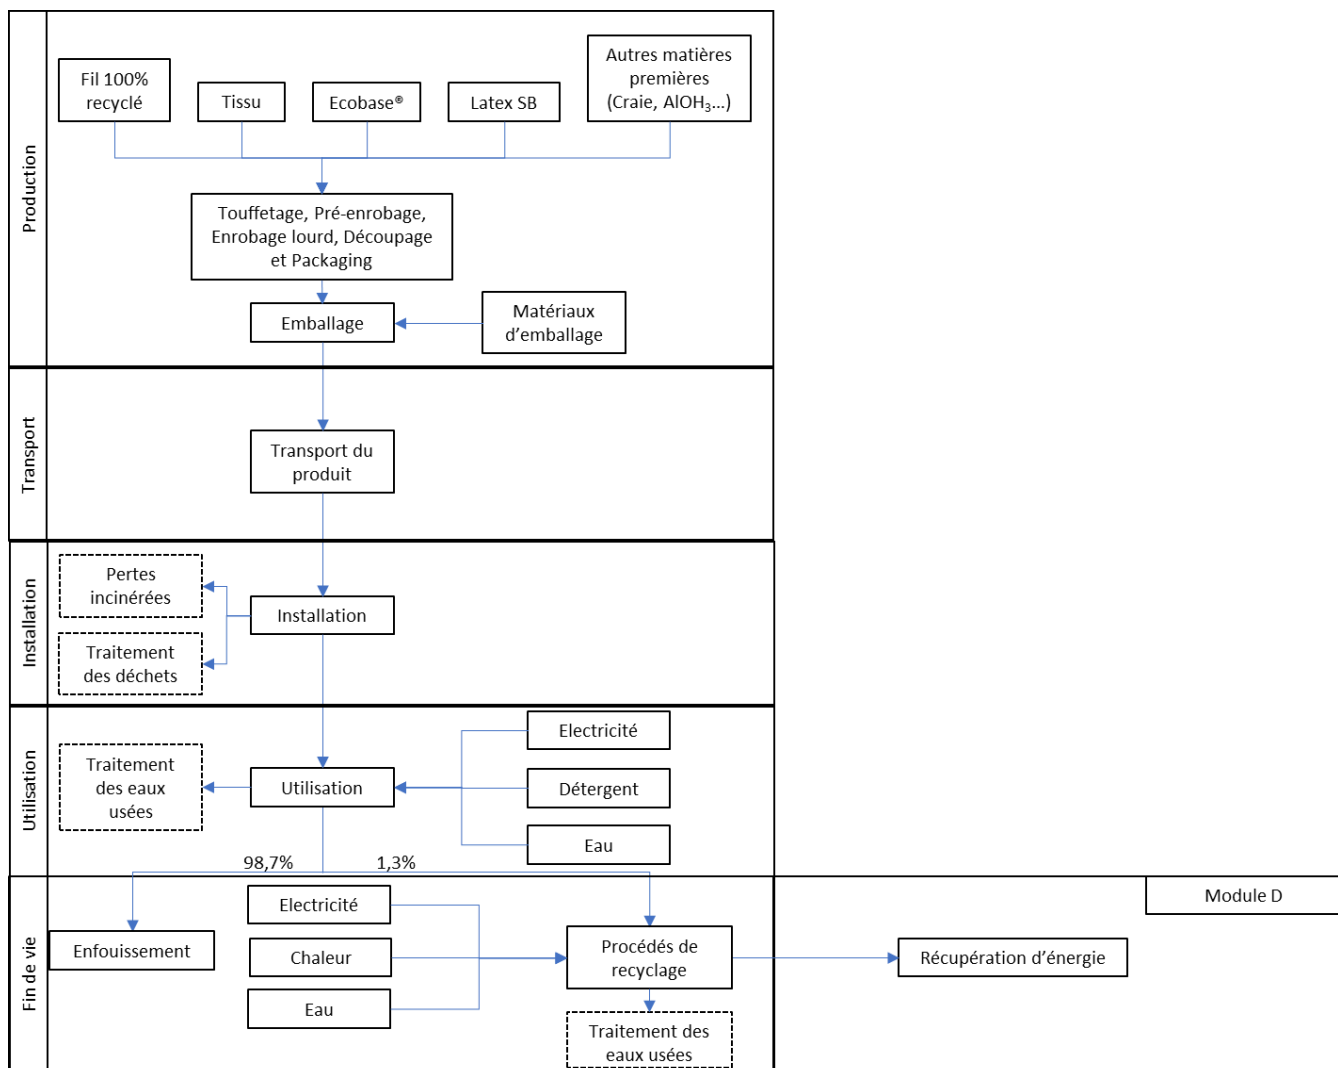 Production
Fil 100%
recyclé
Tissu
Ecobase®
Latex SB
Autres matières
premières
(Craie, AlOH₃...)
Touffetage, Pré-enrobage,
Enrobage lourd, Découpage
et Packaging
Emballage
Matériaux
d’emballage
Transport
Transport du
produit
Installation
Pertes
incinérées
Installation
Traitement
des déchets
Utilisation
Electricité
Traitement
des eaux
usées
Utilisation
Détergent
Eau
98,7%
1,3%
Fin de vie
Enfouissement
Electricité
Chaleur
Eau
Procédés de
recyclage
Traitement des
eaux usées
Module D
Récupération d’énergie